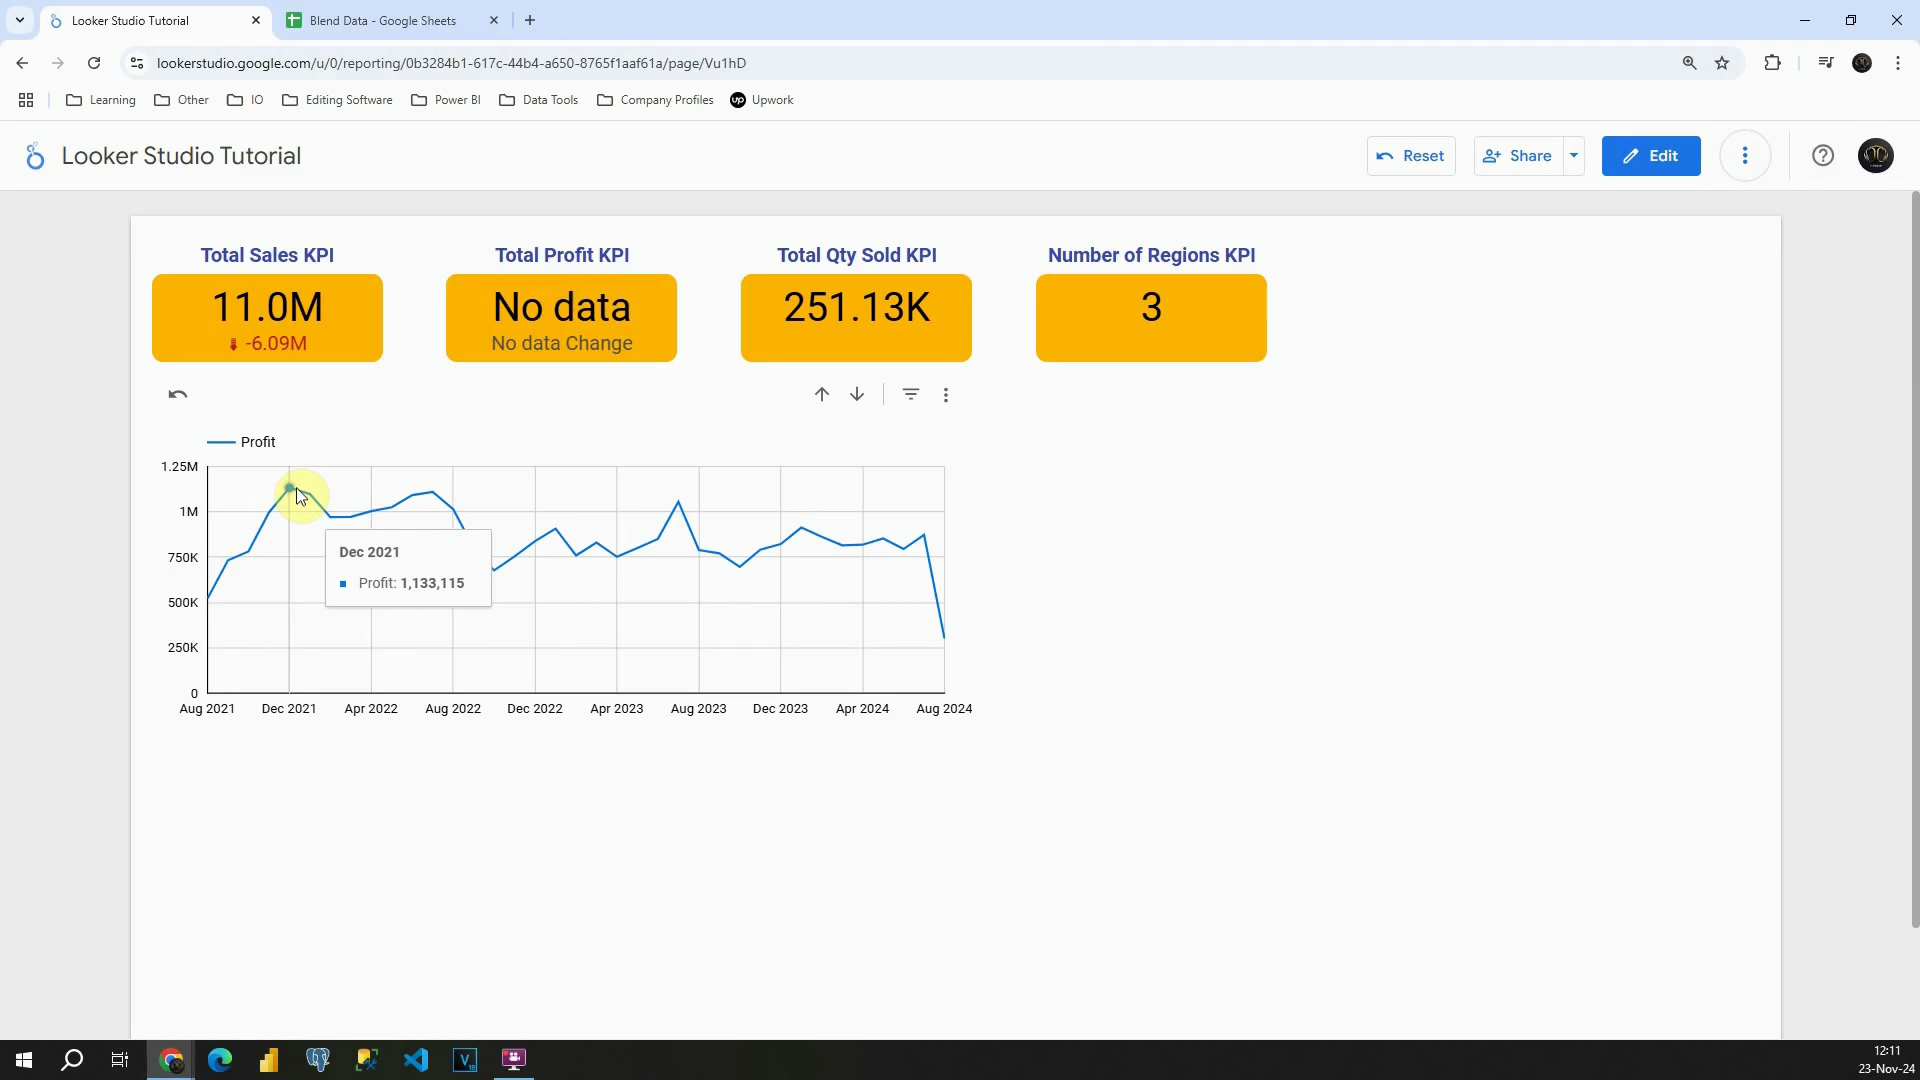 Looker Studio Tutorial
Blend Data - Google Sheets
lookerstudio.google.com/u/0/reporting/0b3284b1-617c-44b4-a650-8765f1aaf61a/page/Vu1hD
Learning
Other
IO
Editing Software
Power BI
Data Tools
Company Profiles
up
Upwork
Looker Studio Tutorial
Reset
Share
Edit
Total Sales KPI
Total Profit KPI
Total Qty Sold KPI
Number of Regions KPI
11.0M
No data
251.13K
3
-6.09M
No data Change
Profit
1.25M
1M
750K
500K
250K
0
Dec 2021
Profit: 1,133,115
Aug 2021
Dec 2021
Apr 2022
Aug 2022
Dec 2022
Apr 2023
Aug 2023
Dec 2023
Apr 2024
Aug 2024
12:11
23-Nov-24